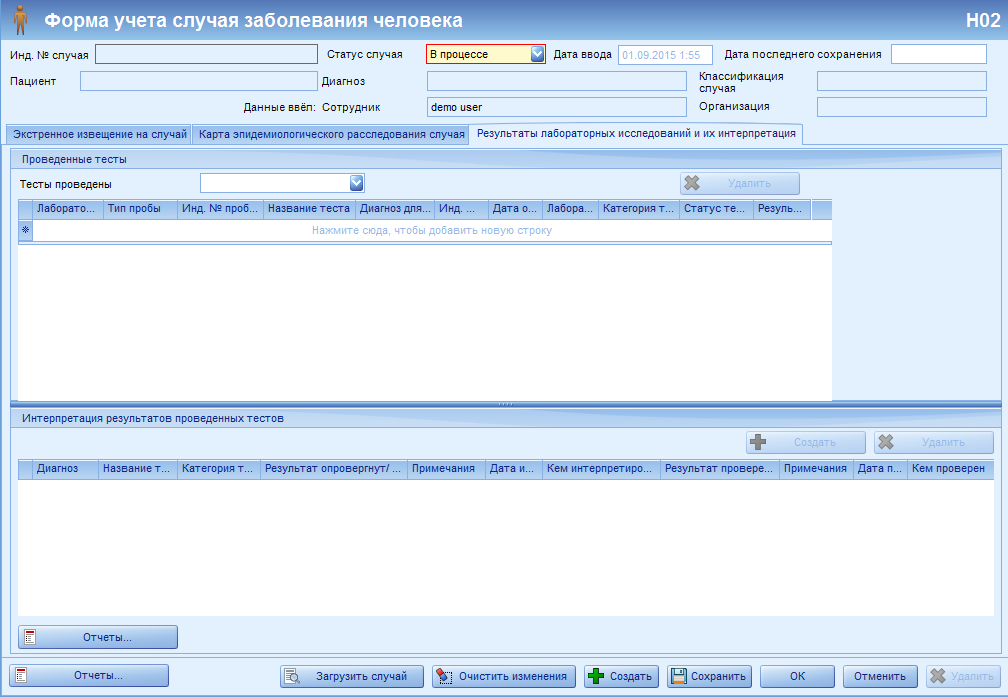 Форма учета случая заболевания человека H02
Инд. № случая Статус случая В процессе Дата ввода 01.09.2015 1:55 Дата последнего сохранения
Пациент Диагноз Классификация случая
Данные ввёл: Сотрудник demo user Организация
Экстренное извещение на случай Карта эпидемиологического расследования случая Результаты лабораторных исследований и их интерпретация
Проведенные тесты
Тесты проведены Удалить
Лаборато... Тип пробы Инд. № проб... Название теста Диагноз для... Инд. ... Дата о... Лабора... Категория т... Статус те... Резуль...
Нажмите сюда, чтобы добавить новую строку
Интерпретация результатов проведенных тестов
Создать Удалить
Диагноз Название т... Категория т... Результат опровергнут/ ... Примечания Дата и... Кем интерпретиро... Результат провере... Примечания Дата п... Кем проверен
Отчеты...
Отчеты... Загрузить случай Очистить изменения Создать Сохранить ОК Отменить Удалить